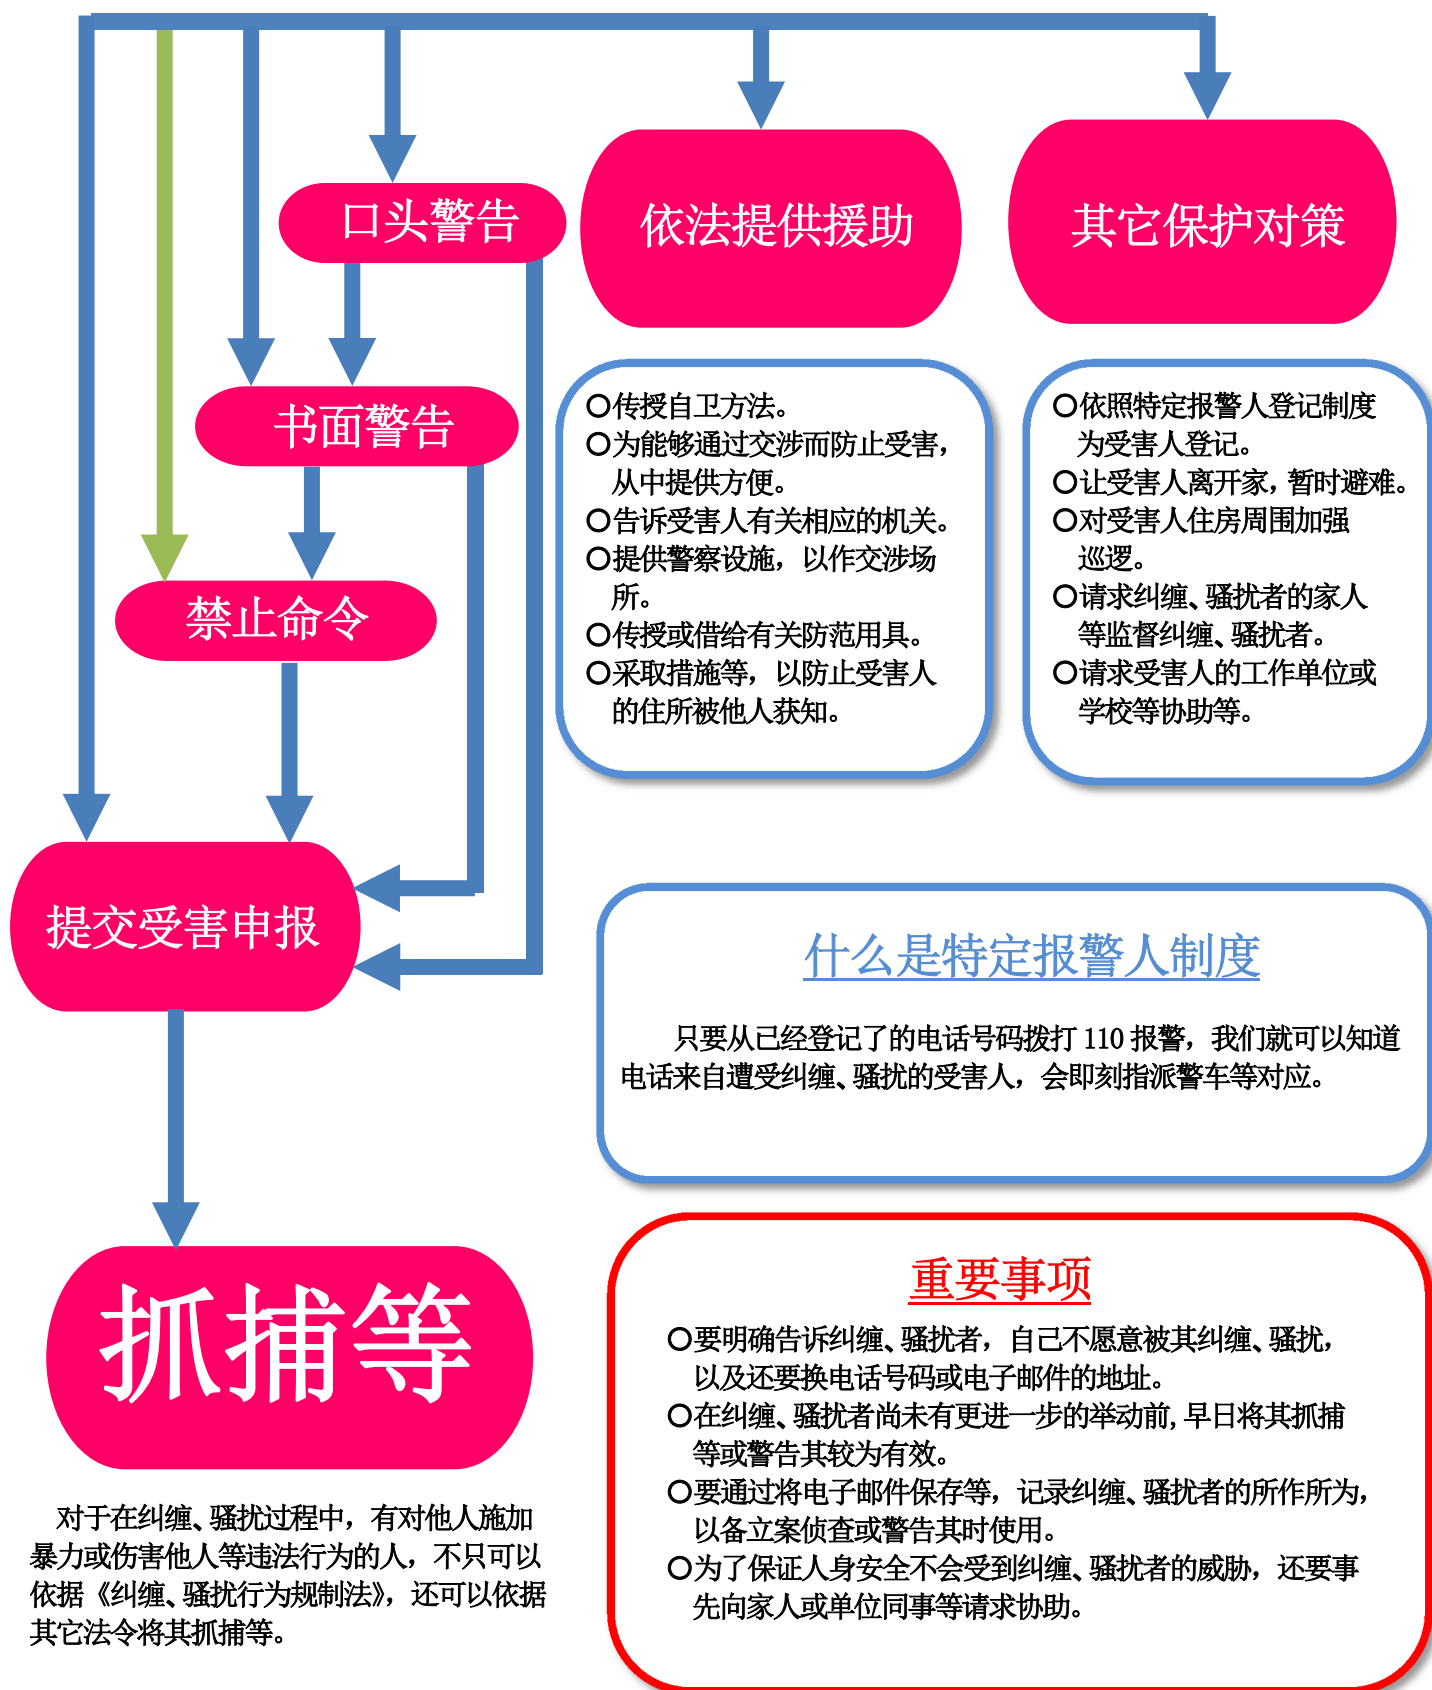 口头警告
依法提供援助
其它保护对策
书面警告
禁止命令
提交受害申报
抓捕等
〇传授自卫方法。
〇为能够通过交涉而防止受害，
从中提供方便。
〇告诉受害人有关相应的机关。
〇提供警察设施，以作交涉场
所。
〇传授或借给有关防范用具。
〇采取措施等，以防止受害人
的住所被他人获知。
〇依照特定报警人登记制度
为受害人登记。
〇让受害人离开家，暂时避难。
〇对受害人住房周围加强
巡逻。
〇请求纠缠、骚扰者的家人
等监督纠缠、骚扰者。
〇请求受害人的工作单位或
学校等协助等。
什么是特定报警人制度
只要从已经登记了的电话号码拨打 110 报警，我们就可以知道
电话来自遭受纠缠、骚扰的受害人，会即刻指派警车等对应。
重要事项
〇要明确告诉纠缠、骚扰者，自己不愿意被其纠缠、骚扰，
以及还要换电话号码或电子邮件的地址。
〇在纠缠、骚扰者尚未有更进一步的举动前, 早日将其抓捕
等或警告其较为有效。
〇要通过将电子邮件保存等，记录纠缠、骚扰者的所作所为，
以备立案侦查或警告其时使用。
〇为了保证人身安全不会受到纠缠、骚扰者的威胁，还要事
先向家人或单位同事等请求协助。
对于在纠缠、骚扰过程中，有对他人施加
暴力或伤害他人等违法行为的人，不只可以
依据《纠缠、骚扰行为规制法》，还可以依据
其它法令将其抓捕等。